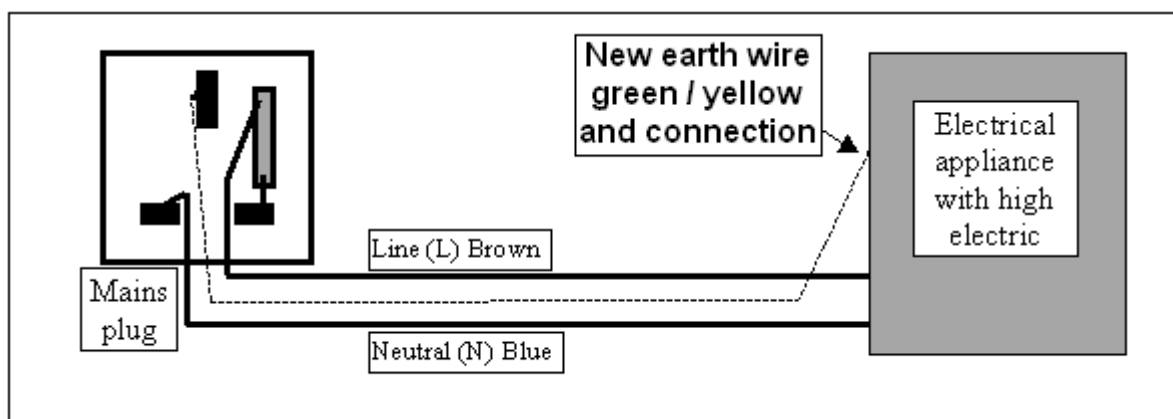 New earth wire
green / yellow
and connection
Electrical
appliance
with high
electric
Line (L) Brown
Mains
plug
Neutral (N) Blue